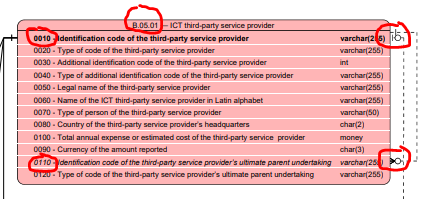 B.05.01 – ICT third-party service provider
0010 - Identification code of the third-party service provider varchar(255)
0020 - Type of code of the third-party service provider varchar(255)
0030 - Additional identification code of the third-party service provider int
0040 - Type of additional identification code of the third-party service provider varchar(255)
0050 - Legal name of the third-party service provider varchar(255)
0060 - Name of the ICT third-party service provider in Latin alphabet varchar(255)
0070 - Type of person of the third-party service provider varchar(50)
0080 - Country of the third-party service provider's headquarters char(2)
0100 - Total annual expense or estimated cost of the third-party service provider money
0090 - Currency of the amount reported char(3)
0110 - Identification code of the third-party service provider's ultimate parent undertaking varchar(255)
0120 - Type of code of the third-party service provider's ultimate parent undertaking varchar(255)